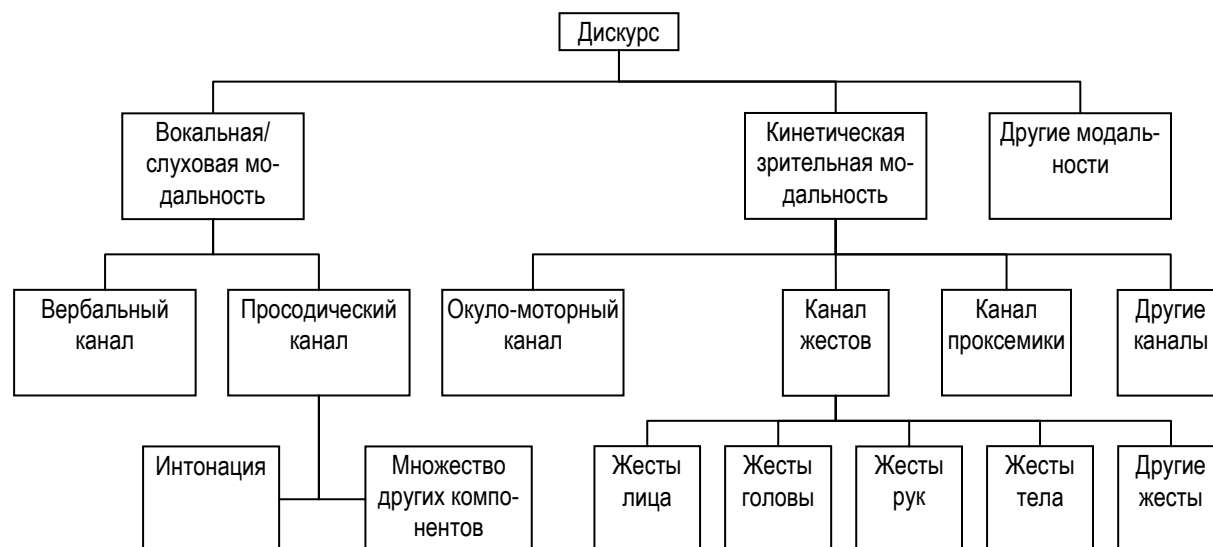 Дискурс
Вокальная/
слуховая мо-
дальность
Кинетическая
зрительная мо-
дальность
Другие модаль-
ности
Вербальный
канал
Просодический
канал
Окуло-моторный
канал
Канал
жестов
Канал
проксемики
Другие
каналы
Интонация
Множество
других компо-
нентов
Жесты
лица
Жесты
головы
Жесты
рук
Жесты
тела
Другие
жесты